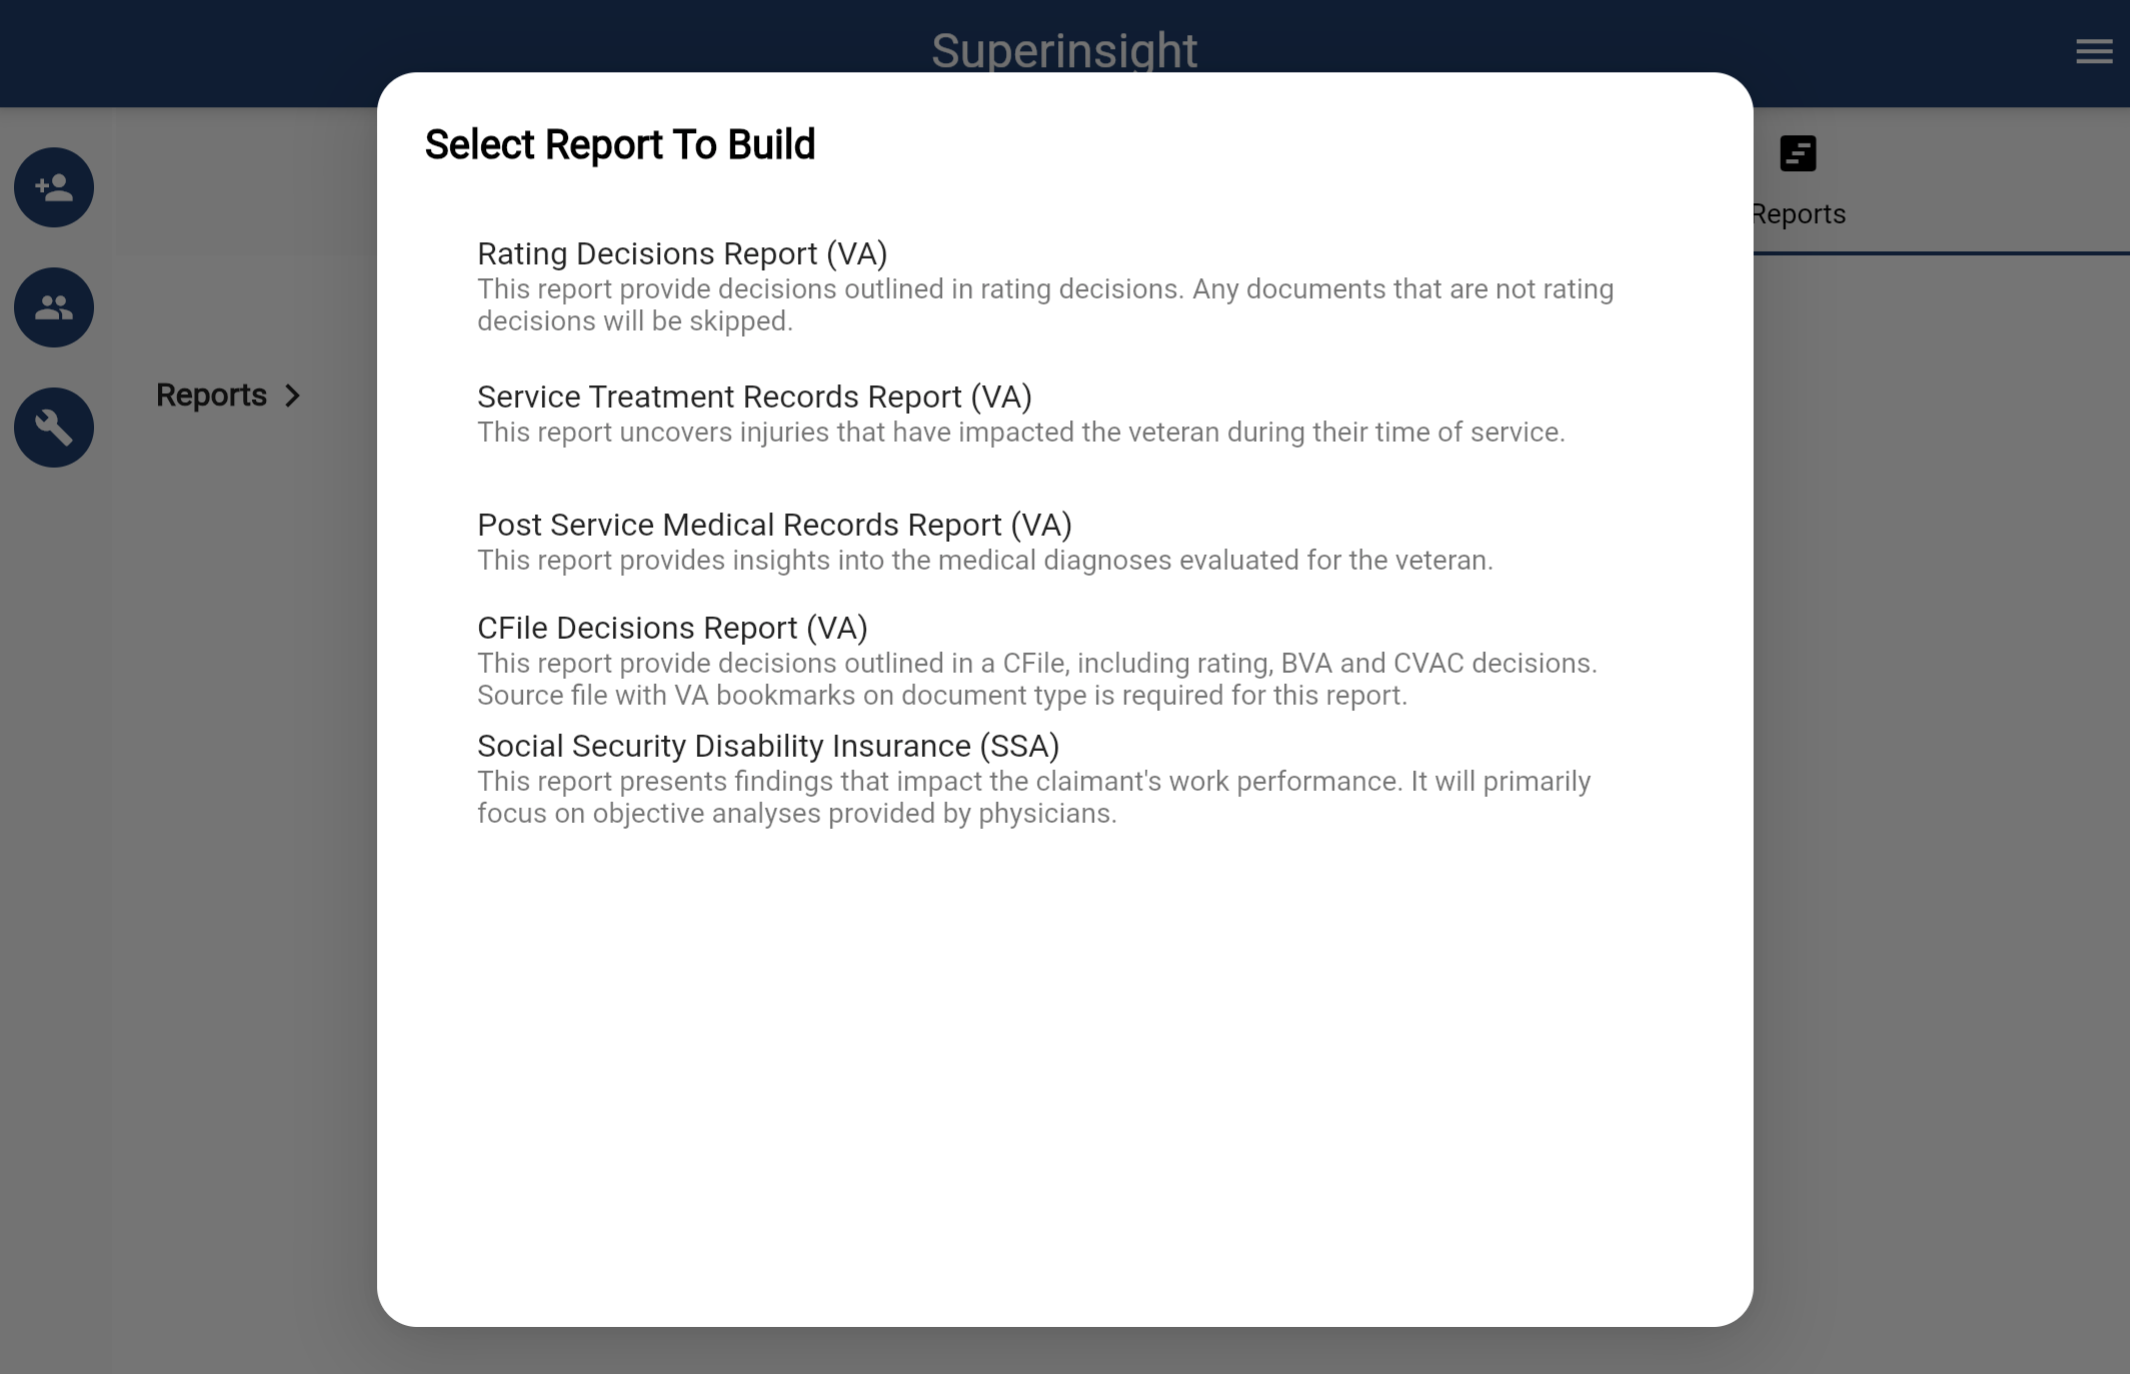 Superinsight
Select Report To Build
Reports
Rating Decisions Report (VA)
This report provide decisions outlined in rating decisions. Any documents that are not rating
decisions will be skipped.
Reports
Service Treatment Records Report (VA)
This report uncovers injuries that have impacted the veteran during their time of service.
Post Service Medical Records Report (VA)
This report provides insights into the medical diagnoses evaluated for the veteran.
CFile Decisions Report (VA)
This report provide decisions outlined in a CFile, including rating, BVA and CVAC decisions.
Source file with VA bookmarks on document type is required for this report.
Social Security Disability Insurance (SSA)
This report presents findings that impact the claimant's work performance. It will primarily
focus on objective analyses provided by physicians.